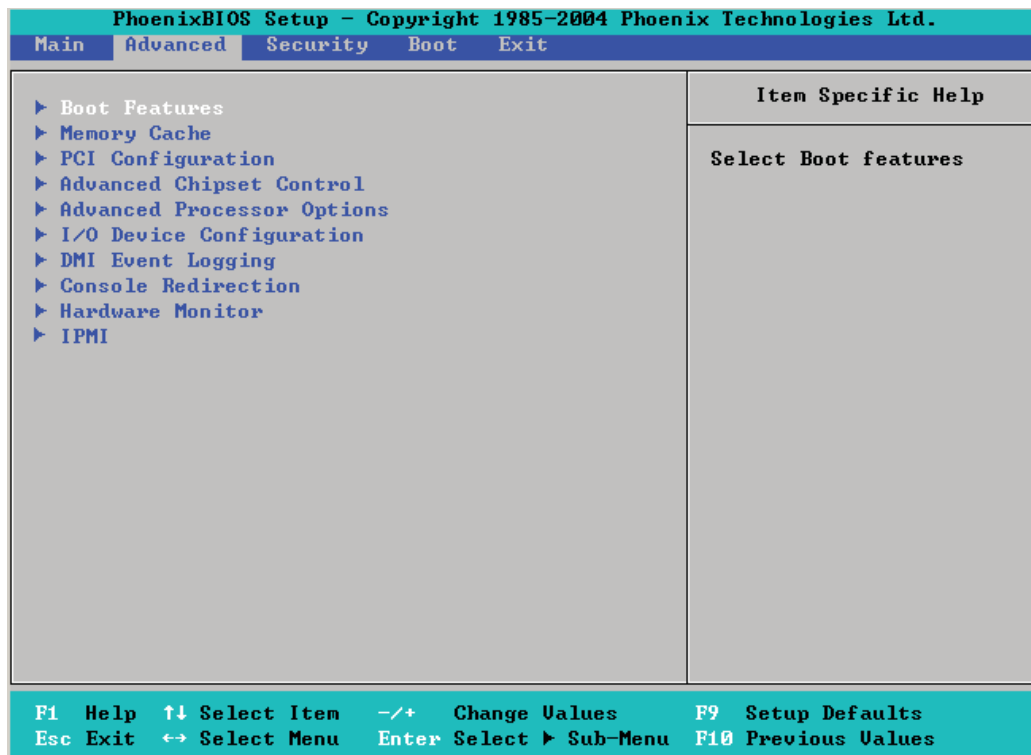 PhoenixBIOS Setup - Copyright 1985-2004 Phoenix Technologies Ltd.
Main Advanced Security Boot Exit
▶ Boot Features
▶ Memory Cache
▶ PCI Configuration
▶ Advanced Chipset Control
▶ Advanced Processor Options
▶ I/O Device Configuration
▶ DMI Event Logging
▶ Console Redirection
▶ Hardware Monitor
▶ IPMI
Item Specific Help
Select Boot features
F1 Help ↑↓ Select Item -/+ Change Values F9 Setup Defaults
Esc Exit ↔ Select Menu Enter Select ▶ Sub-Menu F10 Previous Values